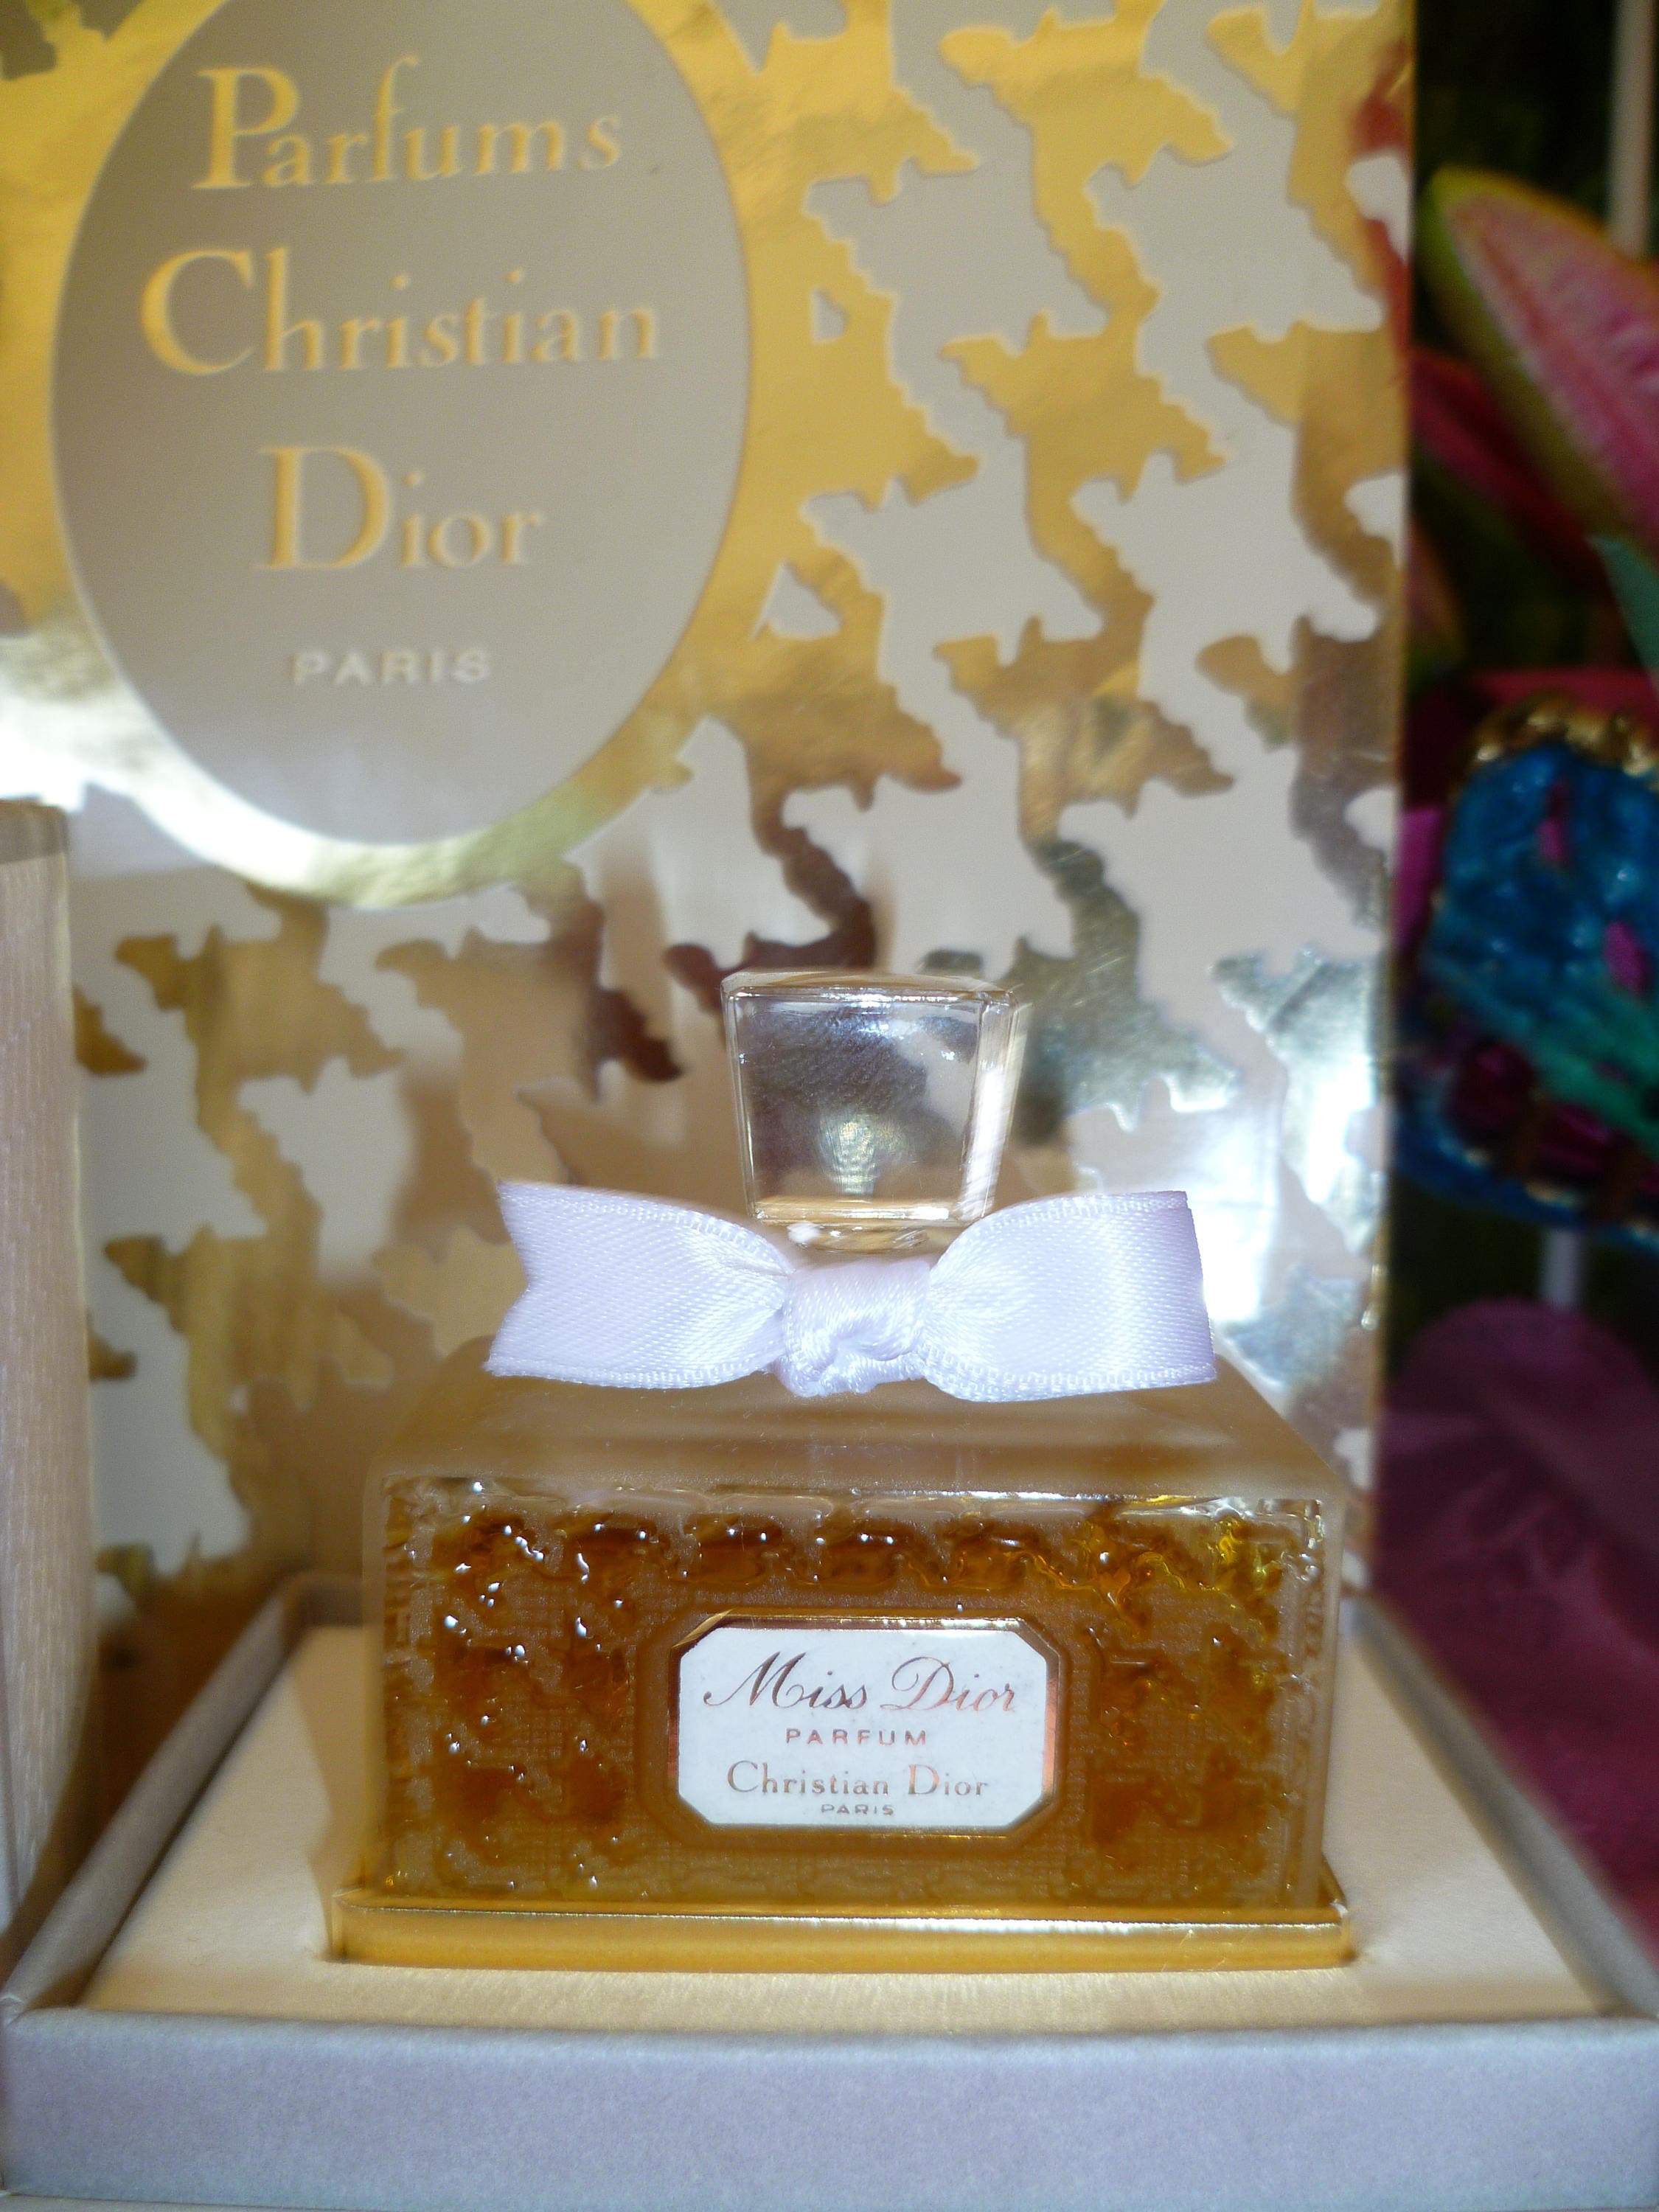 Parfums
Christian
Dior
PARIS
Miss Dior
PARFUM
Christian Dior
PARIS